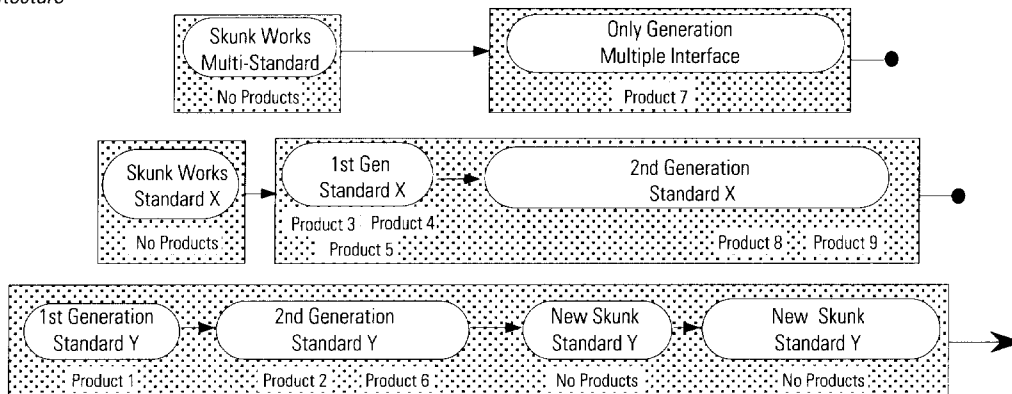 Skunk Works
Multi-Standard
No Products
Only Generation
Multiple Interface
Product 7
Skunk Works
Standard X
No Products
1st Gen
Standard X
Product 3 Product 4
Product 5
2nd Generation
Standard X
Product 8 Product 9
1st Generation
Standard Y
Product 1
2nd Generation
Standard Y
Product 2 Product 6
New Skunk
Standard Y
No Products
New Skunk
Standard Y
No Products